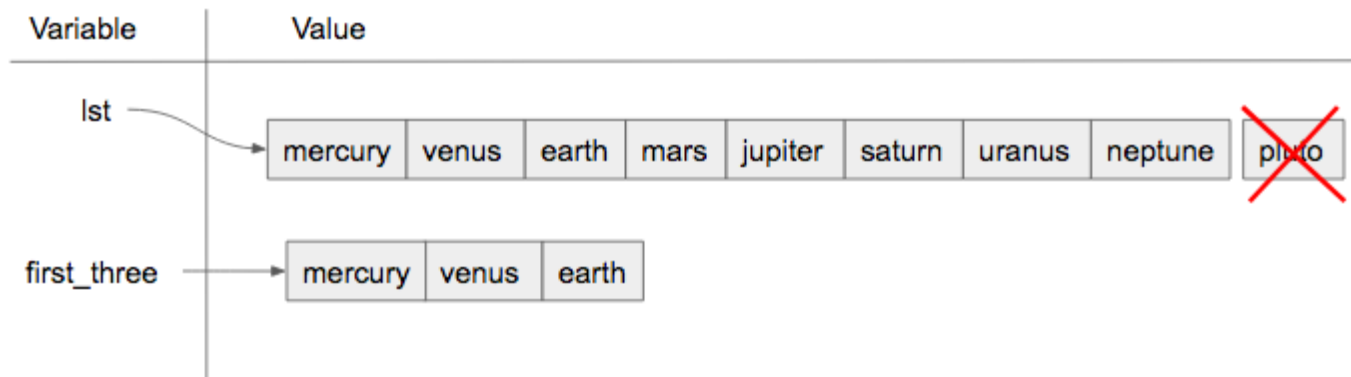 Variable Value
lst
mercury venus earth mars jupiter saturn uranus neptune pluto
first_three mercury venus earth